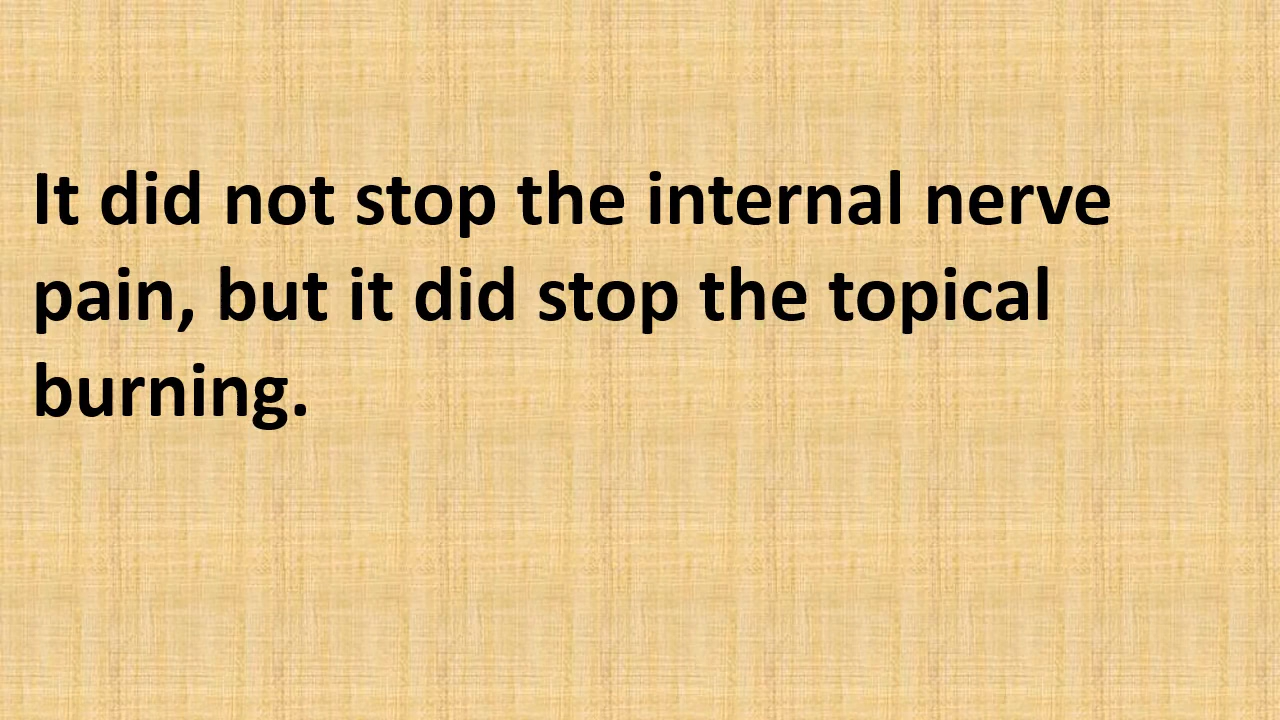 It did not stop the internal nerve
pain, but it did stop the topical
burning.